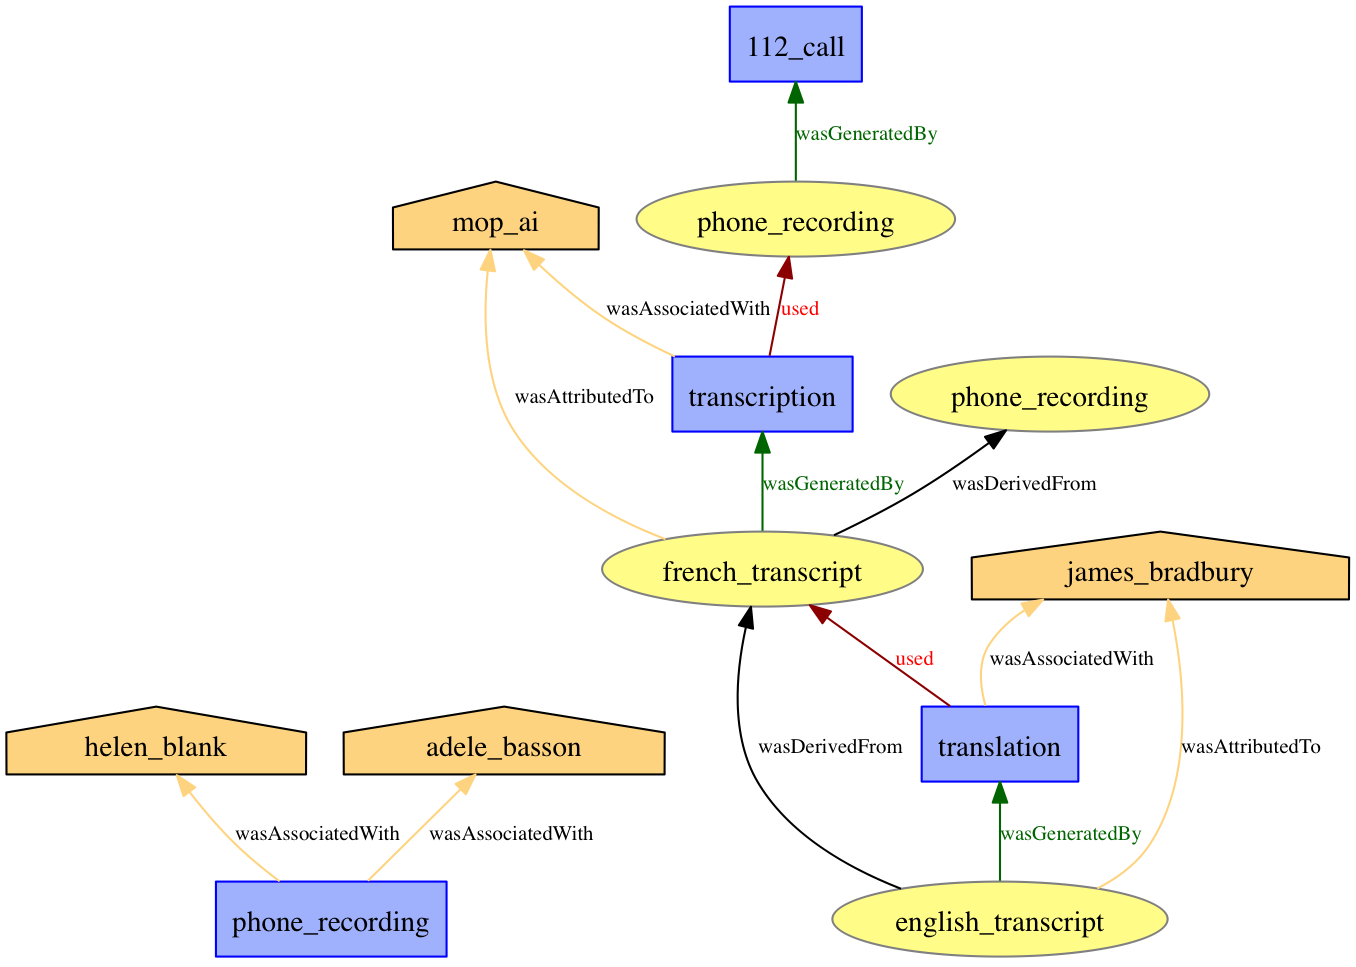 112_call
wasGeneratedBy
mop_ai
phone_recording
wasAssociatedWith
used
wasAttributedTo
transcription
phone_recording
wasGeneratedBy
wasDerivedFrom
french_transcript
james_bradbury
used
wasAssociatedWith
helen_blank
adele_basson
wasDerivedFrom
translation
wasAttributedTo
wasAssociatedWith
wasAssociatedWith
wasGeneratedBy
phone_recording
english_transcript